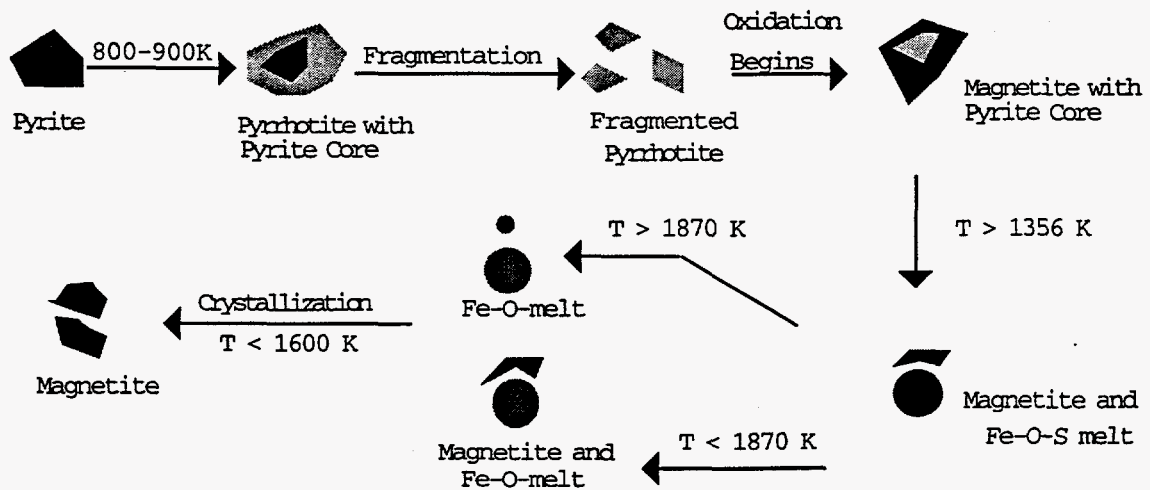 Pyrite
800-900K
Pyrrhotite with
Pyrite Core
Fragmentation
Fragmented
Pyrrhotite
Oxidation
Begins
Magnetite with
Pyrite Core
T > 1356 K
Magnetite and
Fe-O-S melt
T > 1870 K
Fe-O-melt
T < 1870 K
Magnetite and
Fe-O-melt
Crystallization
T < 1600 K
Magnetite